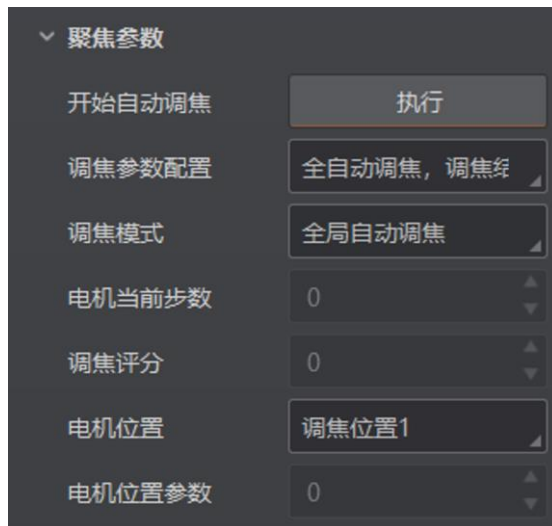 聚焦参数
开始自动调焦 执行
调焦参数配置 全自动调焦，调焦结
调焦模式 全局自动调焦
电机当前步数 0
调焦评分 0
电机位置 调焦位置1
电机位置参数 0